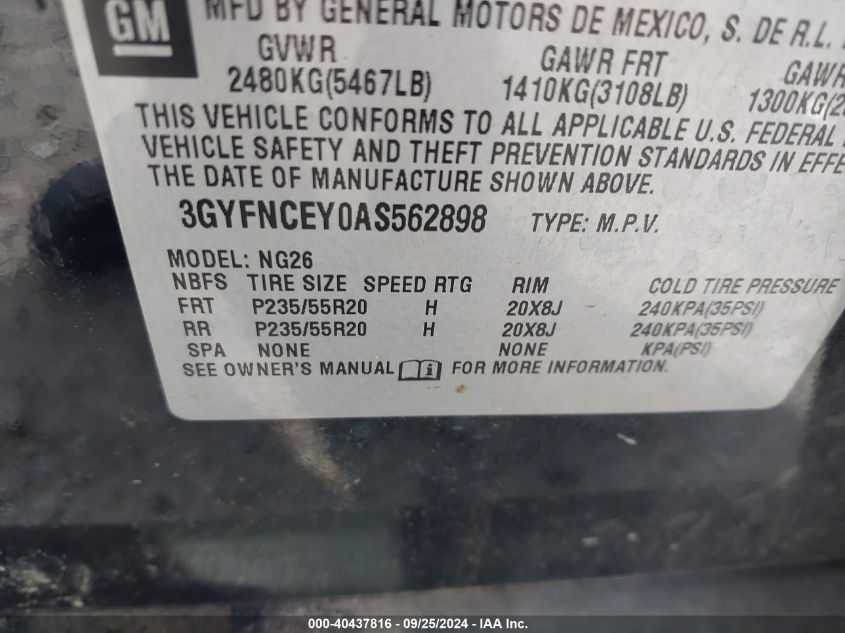 GM
MFD BY GENERAL MOTORS DE MEXICO, S. DE R.L.
GVWR GAWR FRT GAWR
2480KG(5467LB) 1410KG(3108LB) 1300KG(2
THIS VEHICLE CONFORMS TO ALL APPLICABLE U.S. FEDERAL
VEHICLE SAFETY AND THEFT PREVENTION STANDARDS IN EFFE
THE DATE OF MANUFACTURE SHOWN ABOVE.
3GYFNCEY0AS562898 TYPE: M.P.V.
MODEL: NG26
NBFS TIRE SIZE SPEED RTG RIM COLD TIRE PRESSURE
FRT P235/55R20 H 20X8J 240KPA(35PSI)
RR P235/55R20 H 20X8J 240KPA(35PSI)
SPA NONE NONE KPA(PSI)
SEE OWNER'S MANUAL FOR MORE INFORMATION.
000-40437816 - 09/25/2024 - IAA Inc.